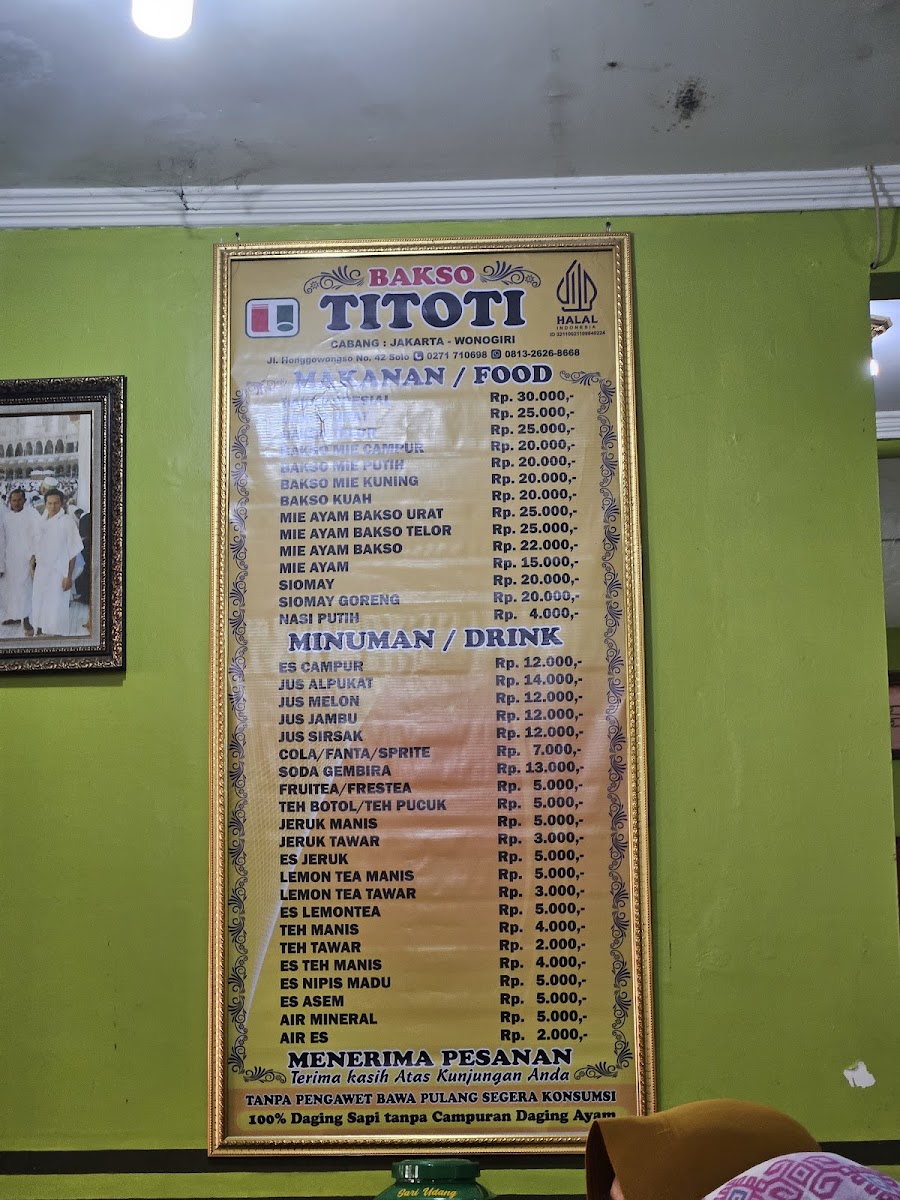 BAKSO
TITOTI
HALAL
INDONESIA
CABANG : JAKARTA - WONOGIRI
Jl. Honggowongso No. 42 Solo 0271 710698 0813-2626-8668
MAKANAN / FOOD
Rp. 30.000,-
Rp. 25.000,-
Rp. 25.000,-
BAKSO MIE CAMPUR Rp. 20.000,-
BAKSO MIE PUTIH Rp. 20.000,-
BAKSO MIE KUNING Rp. 20.000,-
BAKSO KUAH Rp. 20.000,-
MIE AYAM BAKSO URAT Rp. 25.000,-
MIE AYAM BAKSO TELOR Rp. 25.000,-
MIE AYAM BAKSO Rp. 22.000,-
MIE AYAM Rp. 15.000,-
SIOMAY Rp. 20.000,-
SIOMAY GORENG Rp. 20.000,-
NASI PUTIH Rp. 4.000,-
MINUMAN / DRINK
ES CAMPUR Rp. 12.000,-
JUS ALPUKAT Rp. 14.000,-
JUS MELON Rp. 12.000,-
JUS JAMBU Rp. 12.000,-
JUS SIRSAK Rp. 12.000,-
COLA/FANTA/SPRITE Rp. 7.000,-
SODA GEMBIRA Rp. 13.000,-
FRUITEA/FRESTEA Rp. 5.000,-
TEH BOTOL/TEH PUCUK Rp. 5.000,-
JERUK MANIS Rp. 5.000,-
JERUK TAWAR Rp. 3.000,-
ES JERUK Rp. 5.000,-
LEMON TEA MANIS Rp. 5.000,-
LEMON TEA TAWAR Rp. 3.000,-
ES LEMONTEA Rp. 5.000,-
TEH MANIS Rp. 4.000,-
TEH TAWAR Rp. 2.000,-
ES TEH MANIS Rp. 4.000,-
ES NIPIS MADU Rp. 5.000,-
ES ASEM Rp. 5.000,-
AIR MINERAL Rp. 5.000,-
AIR ES Rp. 2.000,-
MENERIMA PESANAN
Terima kasih Atas Kunjungan Anda
TANPA PENGAWET BAWA PULANG SEGERA KONSUMSI
100% Daging Sapi tanpa Campuran Daging Ayam
Sari Udang